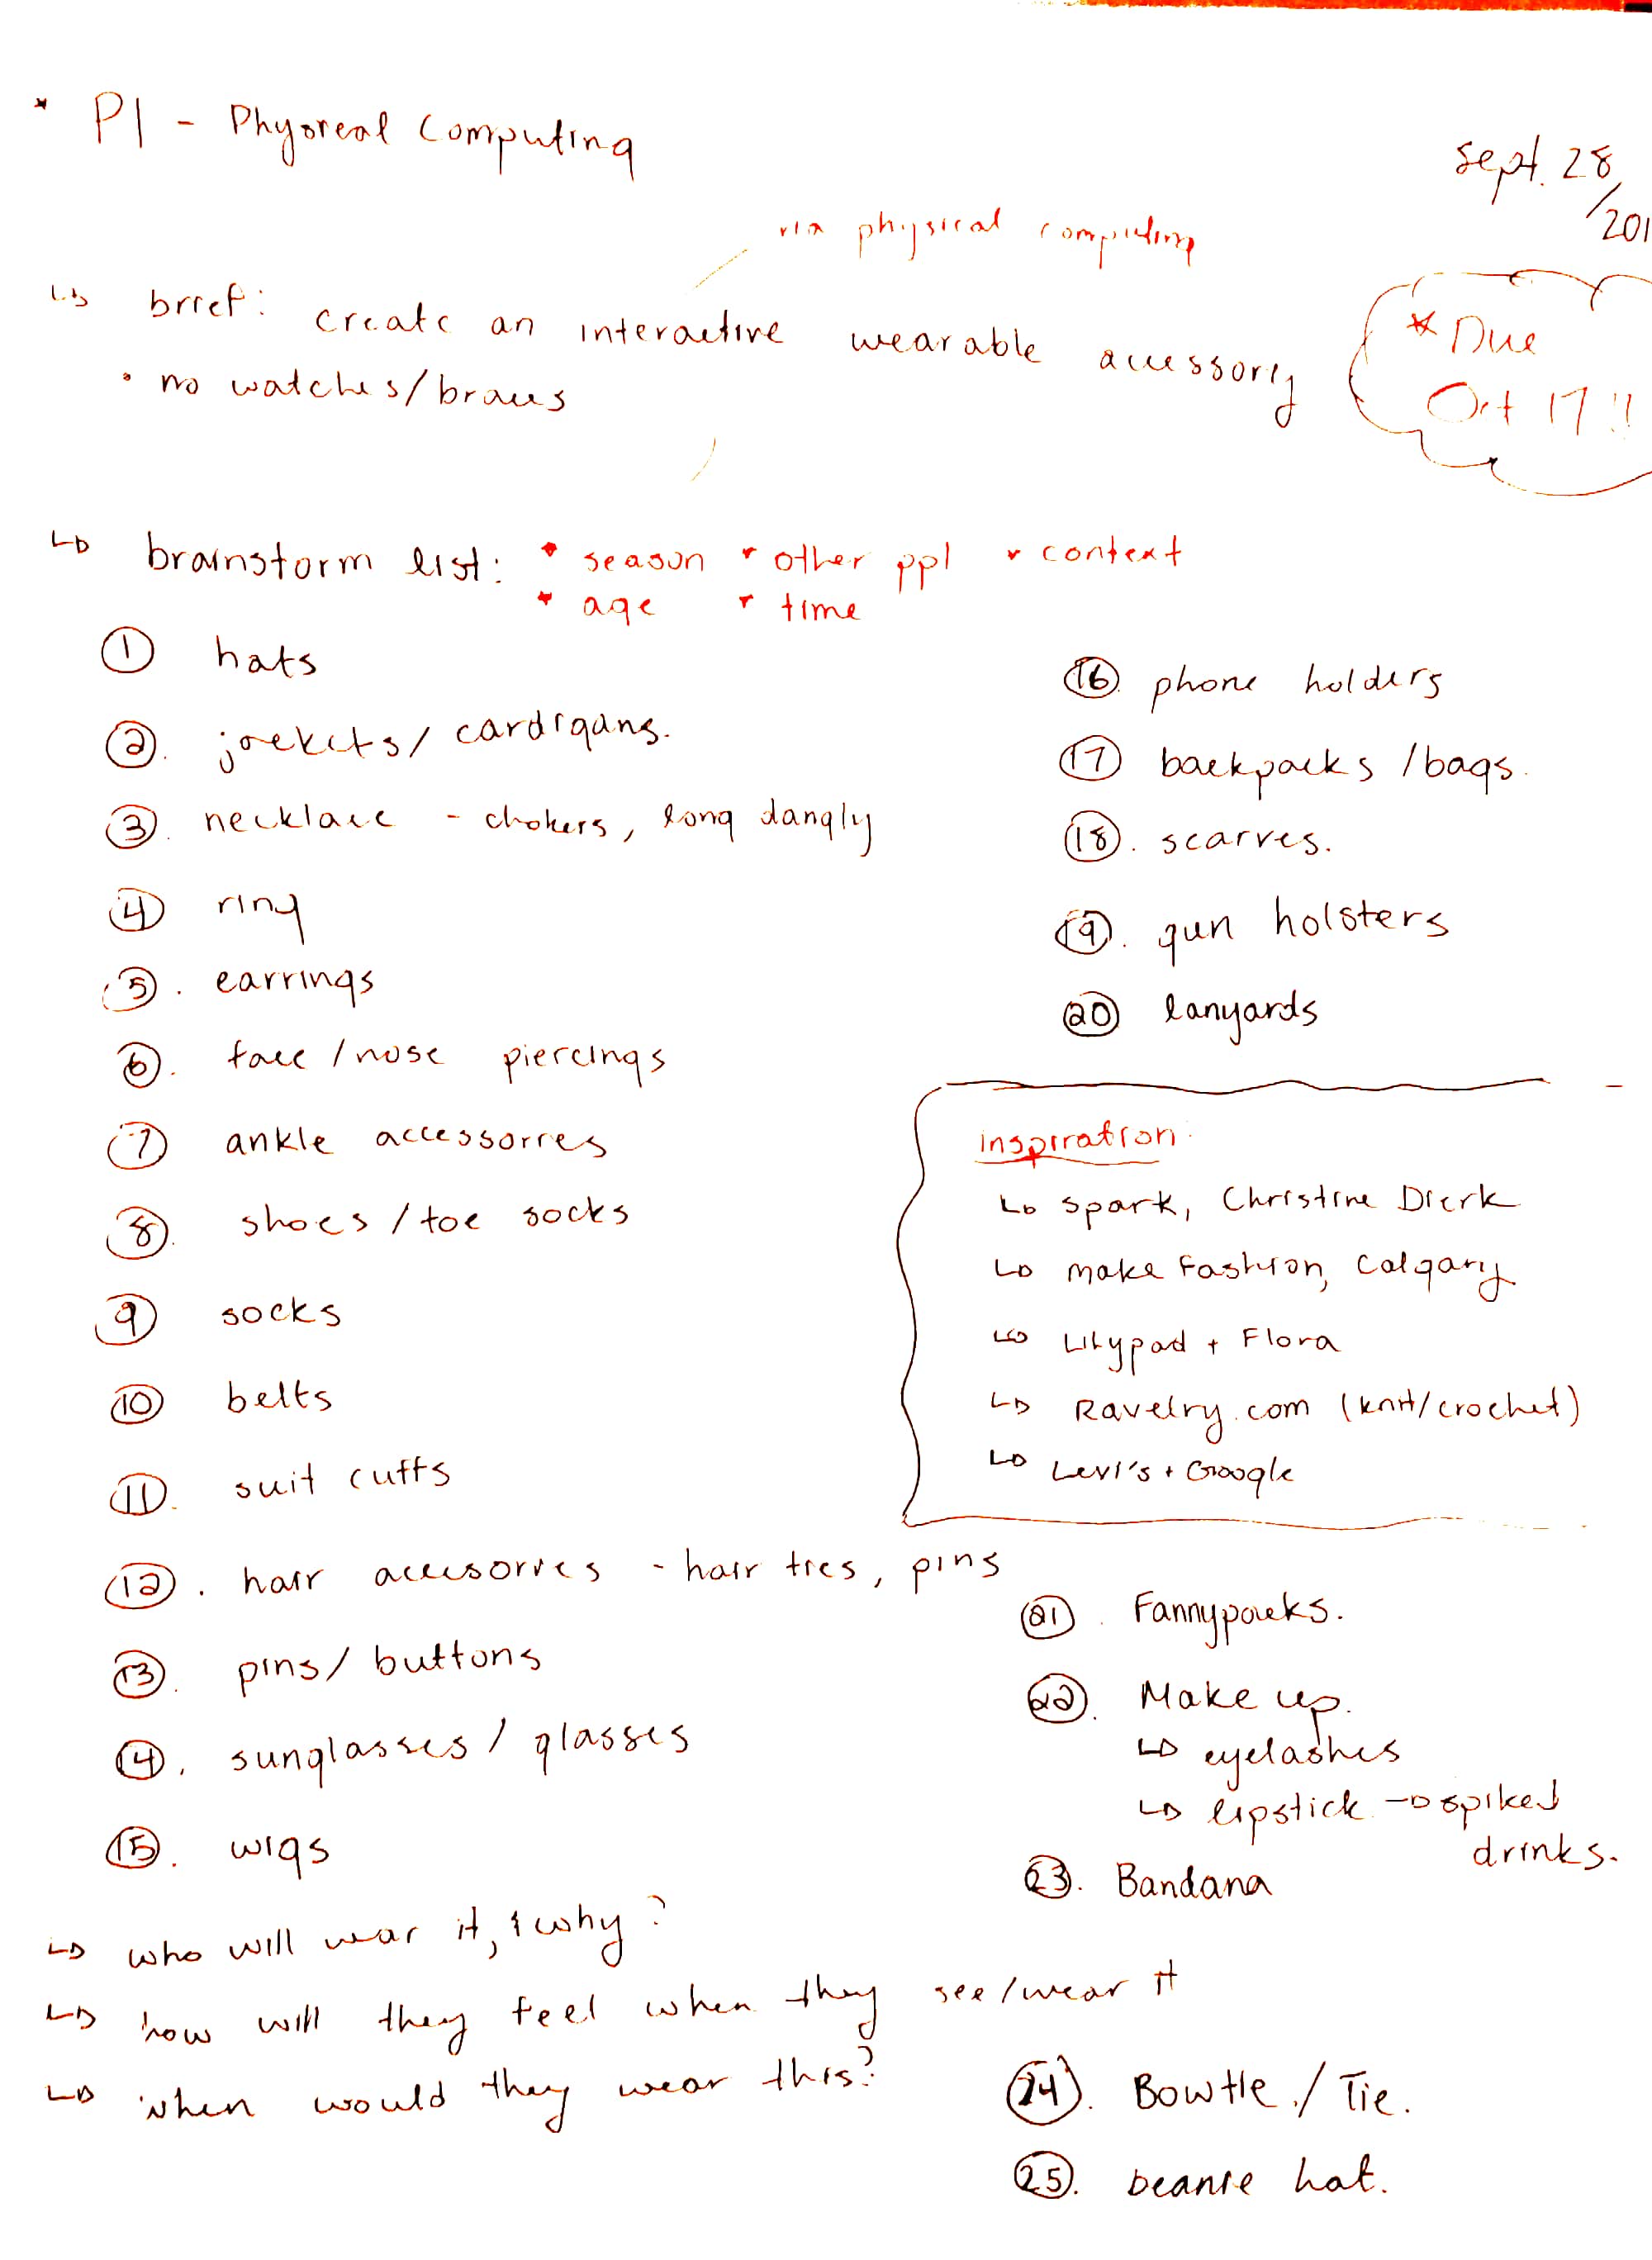 * P1 - Physical Computing
Sept. 28
/201
via physical computing
brief: create an interactive wearable accessory
• no watches/braces
* Due
Oct 17!!
brainstorm list: * season * other ppl * context
* age * time
1 hats
2. jackets/cardigans.
3. necklace - chokers, long dangly
4 ring
5. earrings
6. face/nose piercings
7 ankle accessories
8. shoes/toe socks
9 socks
10 belts
11. suit cuffs
12. hair accesories - hair ties, pins
13. pins/buttons
14. sunglasses/glasses
15. wigs
16. phone holders
17 backpacks/bags.
18. scarves.
19. gun holsters
20 lanyards
inspiration.
Spark, Christine Dierk
Make Fashion, Calgary
Lilypad + Flora
Ravelry.com (knit/crochet)
Levi's + Google
21. Fannypacks.
22. Make up.
eyelashes
lipstick → spiked
drinks.
23. Bandana
who will wear it, & why?
how will they feel when they see/wear it
when would they wear this?
24. Bowtie/Tie.
25. beanie hat.